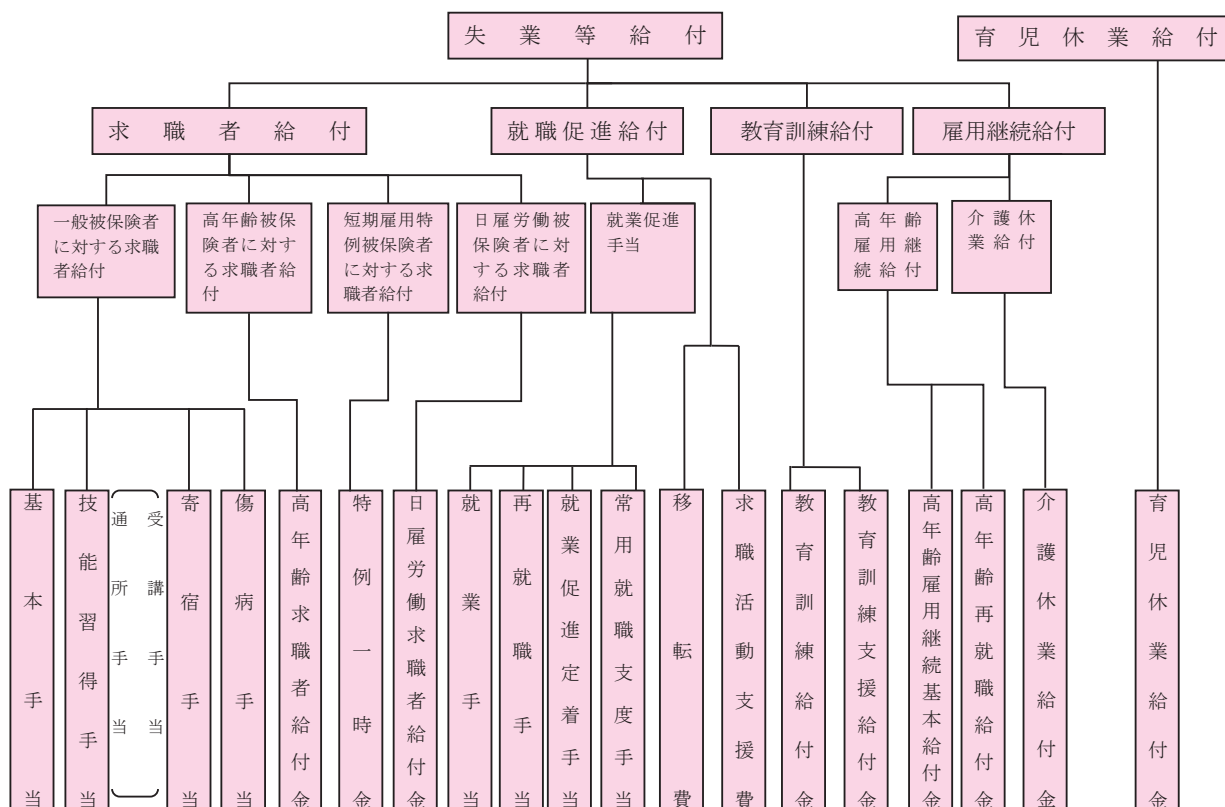 失業等給付
育児休業給付
求職者給付
就職促進給付
教育訓練給付
雇用継続給付
一般被保険者
に対する求職
者給付
高年齢被保
険者に対す
る求職者給
付
短期雇用特
例被保険者
に対する求
職者給付
日雇労働被
保険者に対
する求職者
給付
就業促進
手当
高年齢
雇用継
続給付
介護休
業給付
基本手当
技能習得手当
受講手当
通所手当
寄宿手当
傷病手当
高年齢求職者給付金
特例一時金
日雇労働求職者給付金
就業手当
再就職手当
就業促進定着手当
常用就職支度手当
移転費
求職活動支援費
教育訓練給付金
教育訓練支援給付金
高年齢雇用継続基本給付金
高年齢再就職給付金
介護休業給付金
育児休業給付金